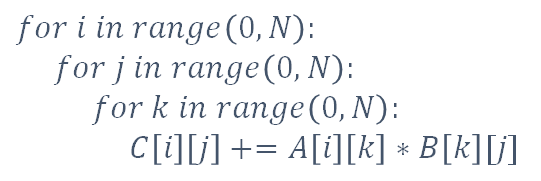 for i in range(0, N):
for j in range(0, N):
for k in range(0, N):
C[i][j] += A[i][k] * B[k][j]